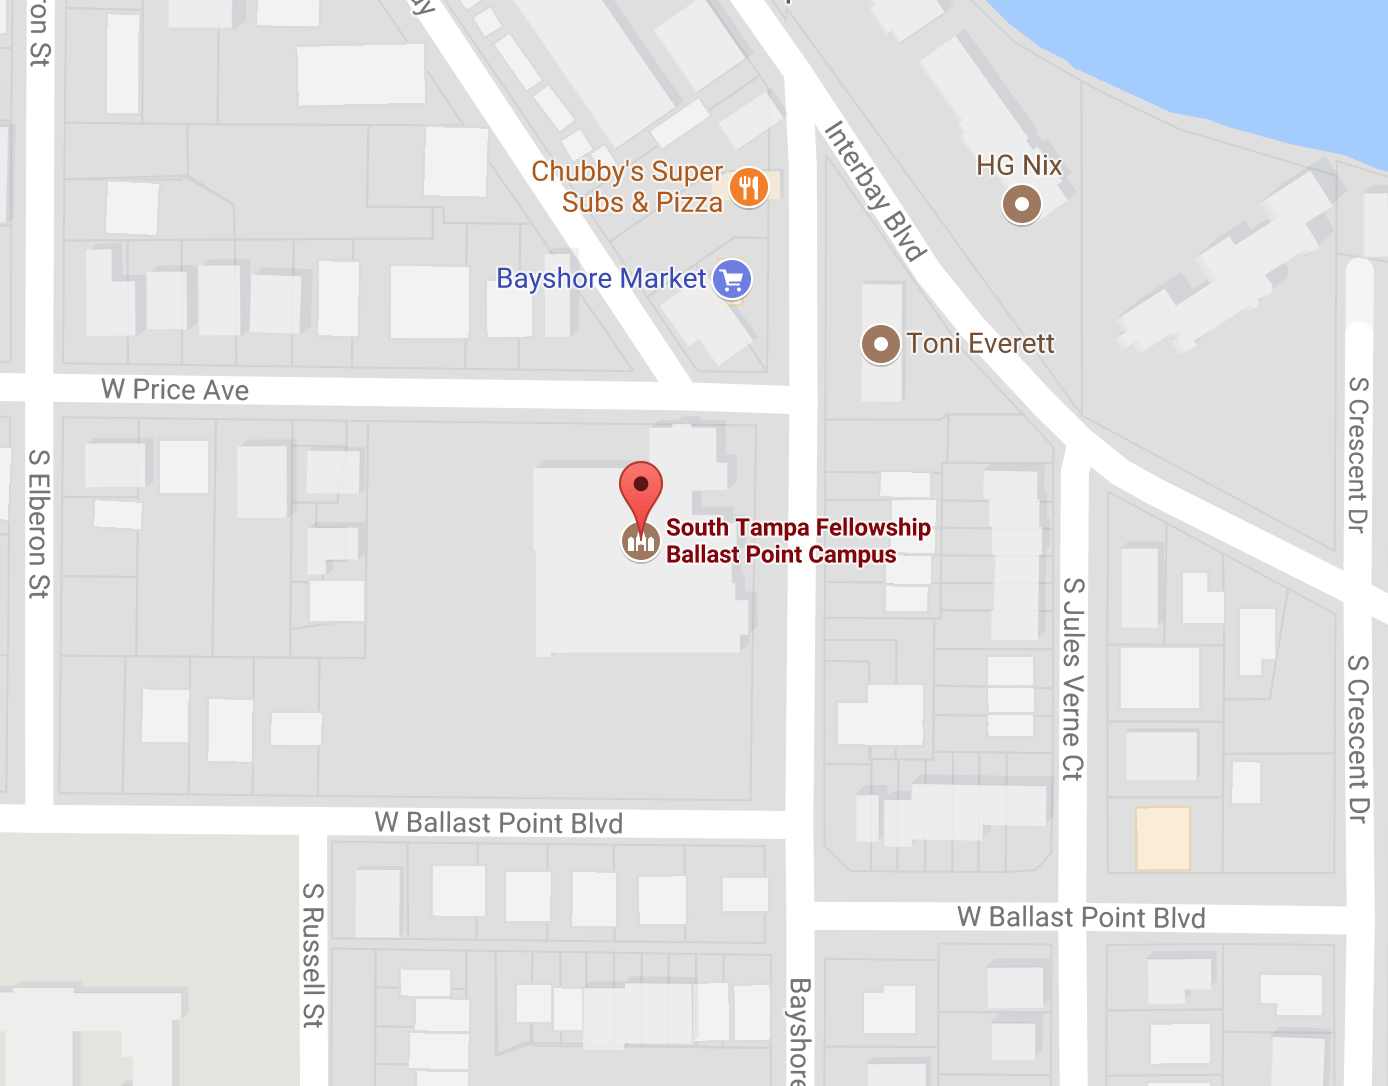 ron St
ay
Interbay Blvd
HG Nix
Chubby's Super
Subs & Pizza
Bayshore Market
Toni Everett
W Price Ave
S Crescent Dr
S Elberon St
South Tampa Fellowship
Ballast Point Campus
S Jules Verne Ct
S Crescent Dr
W Ballast Point Blvd
S Russell St
W Ballast Point Blvd
Bayshore